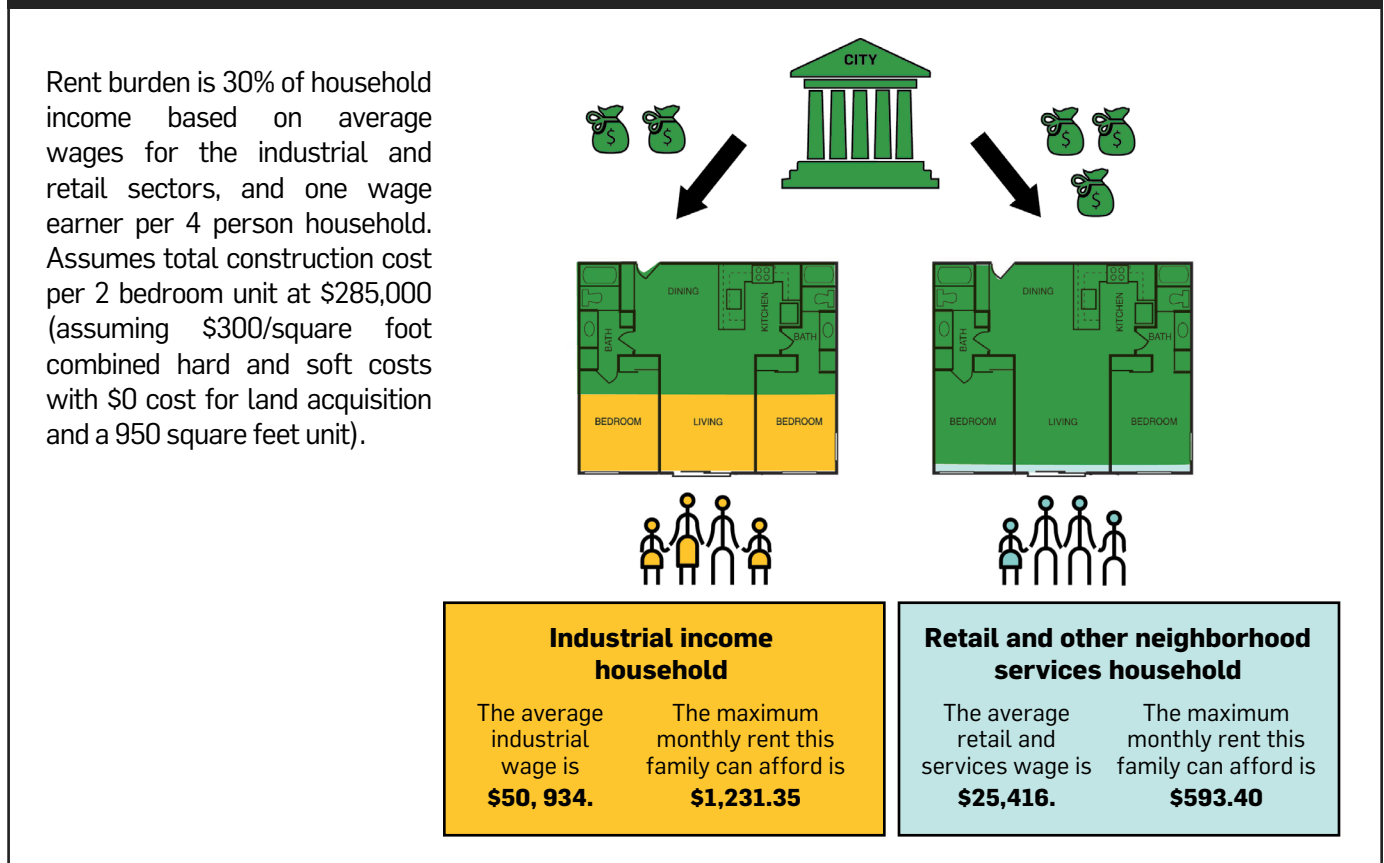 Rent burden is 30% of household
income based on average
wages for the industrial and
retail sectors, and one wage
earner per 4 person household.
Assumes total construction cost
per 2 bedroom unit at $285,000
(assuming $300/square foot
combined hard and soft costs
with $0 cost for land acquisition
and a 950 square feet unit).
CITY
$ $
$ $
$
DINING
KITCHEN
BATH
BATH
BEDROOM LIVING BEDROOM
DINING
KITCHEN
BATH
BATH
BEDROOM LIVING BEDROOM
Industrial income
household
The average
industrial
wage is
$50, 934.
The maximum
monthly rent this
family can afford is
$1,231.35
Retail and other neighborhood
services household
The average
retail and
services wage is
$25,416.
The maximum
monthly rent this
family can afford is
$593.40